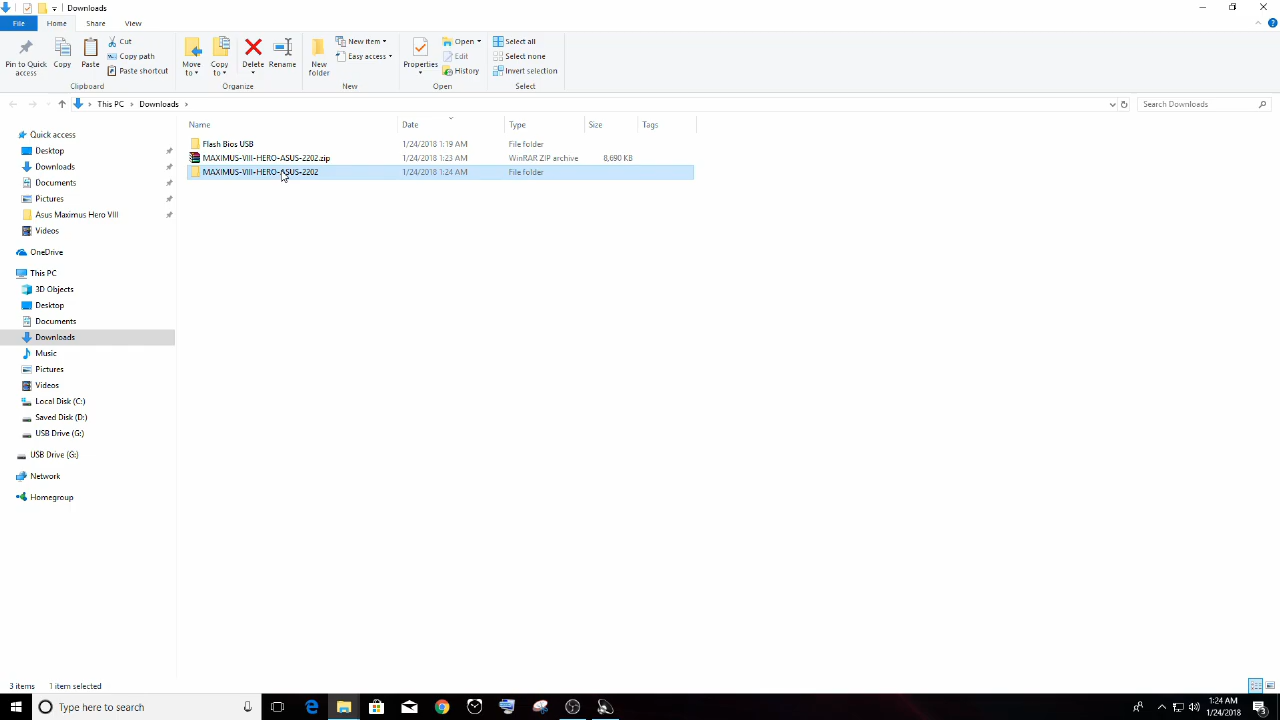 Downloads
File Home Share View
Pin to Quick access
Copy
Paste
Cut
Copy path
Paste shortcut
Clipboard
Move to
Copy to
Delete
Rename
Organize
New folder
New item
Easy access
New
Properties
Open
Edit
History
Open
Select all
Select none
Invert selection
Select
This PC Downloads
Search Downloads
Name Date Type Size Tags
Flash Bios USB 1/24/2018 1:19 AM File folder
MAXIMUS-VIII-HERO-ASUS-2202.zip 1/24/2018 1:23 AM WinRAR ZIP archive 8,690 KB
MAXIMUS-VIII-HERO-ASUS-2202 1/24/2018 1:24 AM File folder
Quick access
Desktop
Downloads
Documents
Pictures
Asus Maximus Hero VIII
Videos
OneDrive
This PC
3D Objects
Desktop
Documents
Downloads
Music
Pictures
Videos
Local Disk (C:)
Saved Disk (D:)
USB Drive (G:)
USB Drive (G:)
Network
Homegroup
3 items 1 item selected
Type here to search
1:24 AM
1/24/2018
3